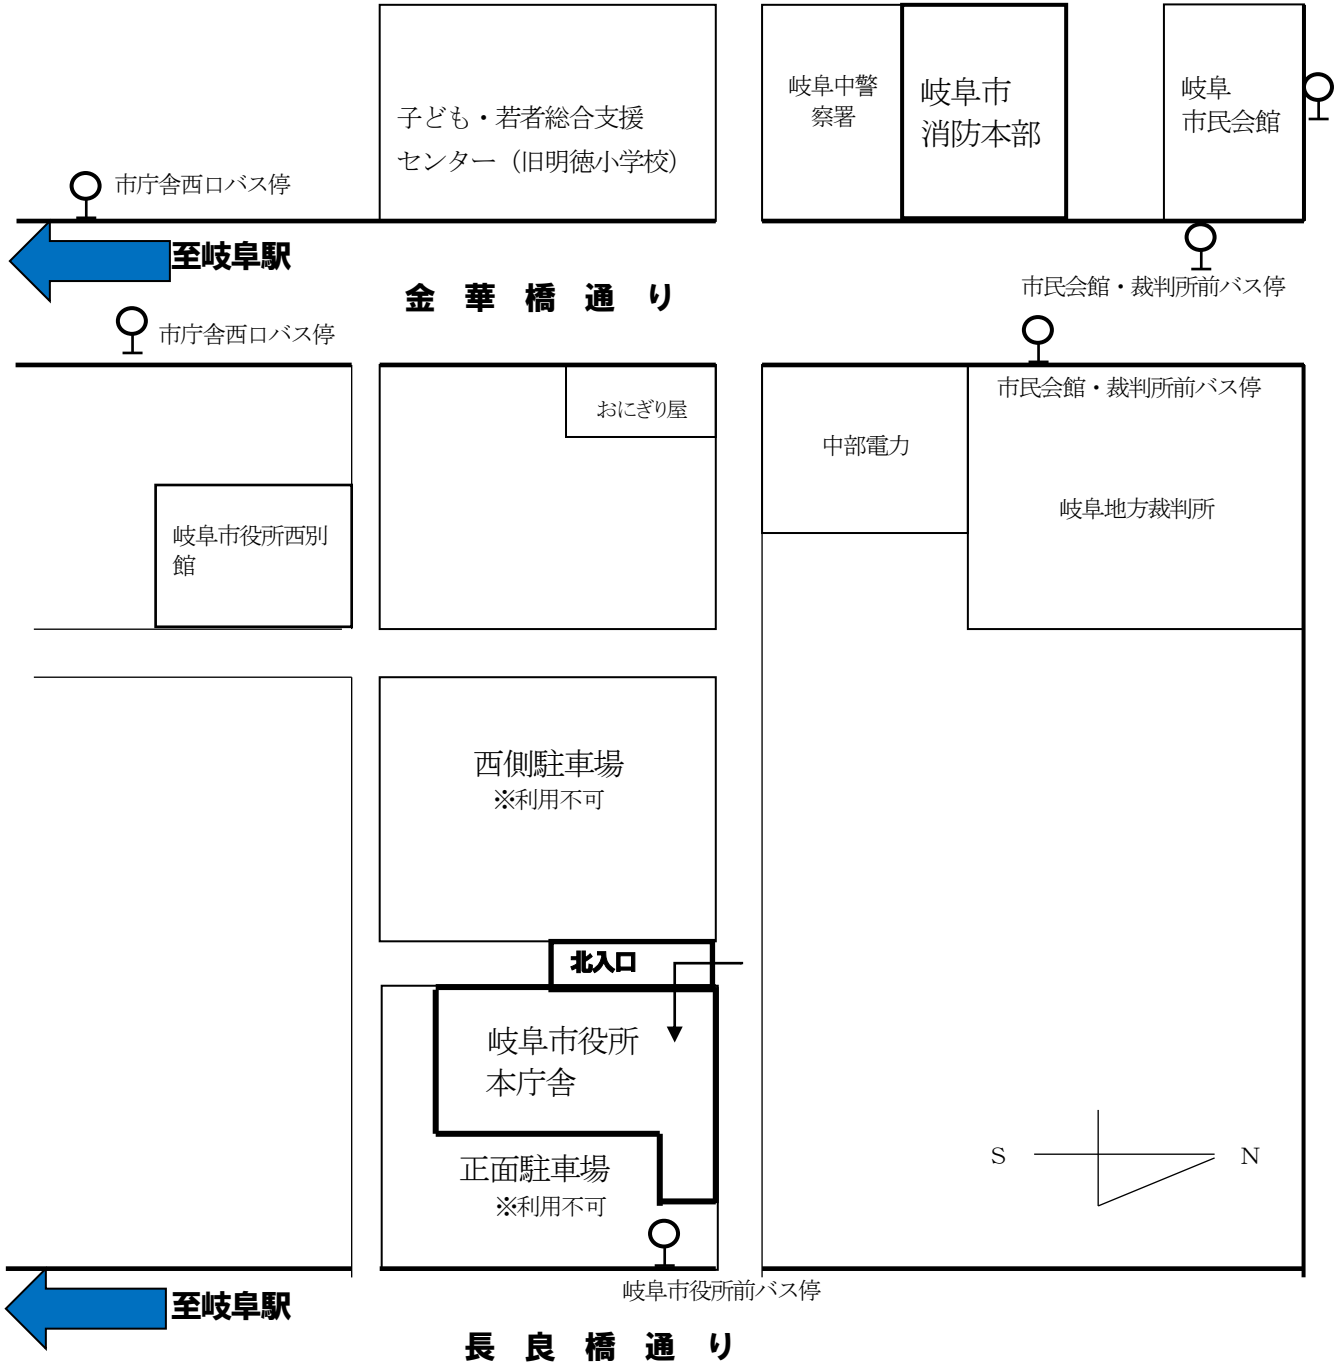 子ども・若者総合支援
センター（旧明徳小学校）
岐阜中警
察署
岐阜市
消防本部
岐阜
市民会館
市庁舎西口バス停
至岐阜駅
金華橋通り
市民会館・裁判所前バス停
市庁舎西口バス停
市民会館・裁判所前バス停
おにぎり屋
中部電力
岐阜地方裁判所
岐阜市役所西別
館
西側駐車場
※利用不可
北入口
岐阜市役所
本庁舎
正面駐車場
※利用不可
S
N
岐阜市役所前バス停
至岐阜駅
長良橋通り